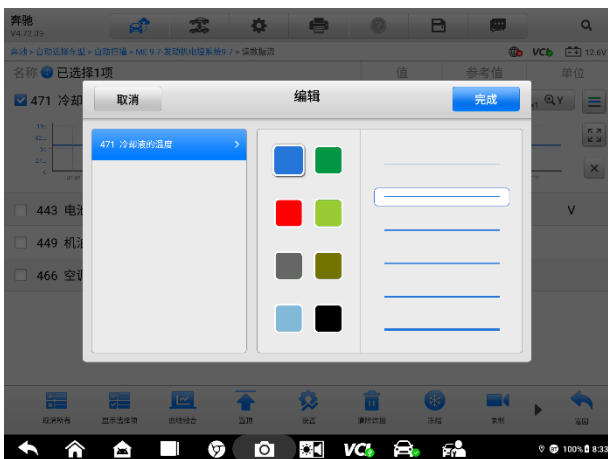 奔驰
V4.72.39
奔驰 > 自动选择车型 > 自动扫描 > ME 9.7-发动机电控系统9.7 > 读数据流
VCI 12.6V
名称 已选择1项 值 参考值 单位
471 冷却
取消 编辑 完成
471 冷却液的温度
443 电池 V
449 机油
466 空调
取消所有 显示选择项 曲线融合 置顶 设置 清除数据 冻结 录制 返回
VCI 100% 8:33